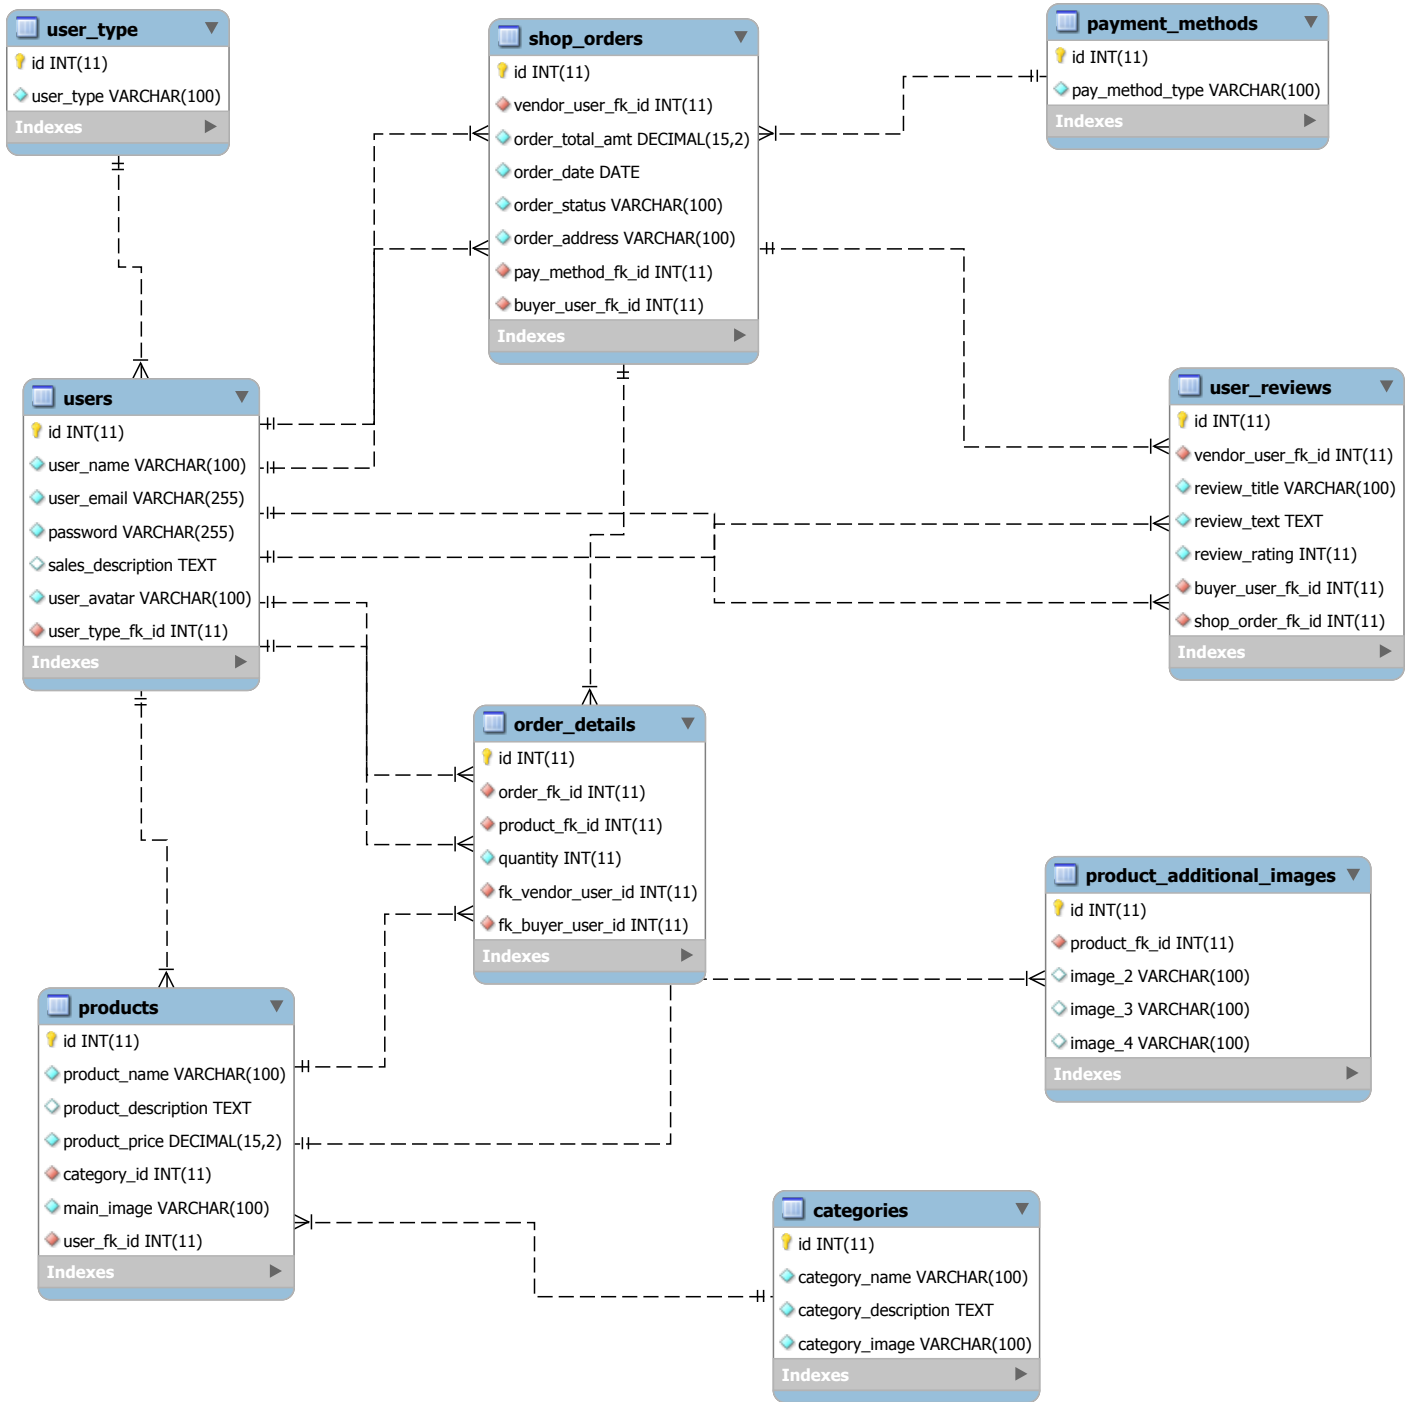 user_type
id INT(11)
user_type VARCHAR(100)
Indexes
shop_orders
id INT(11)
vendor_user_fk_id INT(11)
order_total_amt DECIMAL(15,2)
order_date DATE
order_status VARCHAR(100)
order_address VARCHAR(100)
pay_method_fk_id INT(11)
buyer_user_fk_id INT(11)
Indexes
payment_methods
id INT(11)
pay_method_type VARCHAR(100)
Indexes
users
id INT(11)
user_name VARCHAR(100)
user_email VARCHAR(255)
password VARCHAR(255)
sales_description TEXT
user_avatar VARCHAR(100)
user_type_fk_id INT(11)
Indexes
user_reviews
id INT(11)
vendor_user_fk_id INT(11)
review_title VARCHAR(100)
review_text TEXT
review_rating INT(11)
buyer_user_fk_id INT(11)
shop_order_fk_id INT(11)
Indexes
order_details
id INT(11)
order_fk_id INT(11)
product_fk_id INT(11)
quantity INT(11)
fk_vendor_user_id INT(11)
fk_buyer_user_id INT(11)
Indexes
product_additional_images
id INT(11)
product_fk_id INT(11)
image_2 VARCHAR(100)
image_3 VARCHAR(100)
image_4 VARCHAR(100)
Indexes
products
id INT(11)
product_name VARCHAR(100)
product_description TEXT
product_price DECIMAL(15,2)
category_id INT(11)
main_image VARCHAR(100)
user_fk_id INT(11)
Indexes
categories
id INT(11)
category_name VARCHAR(100)
category_description TEXT
category_image VARCHAR(100)
Indexes